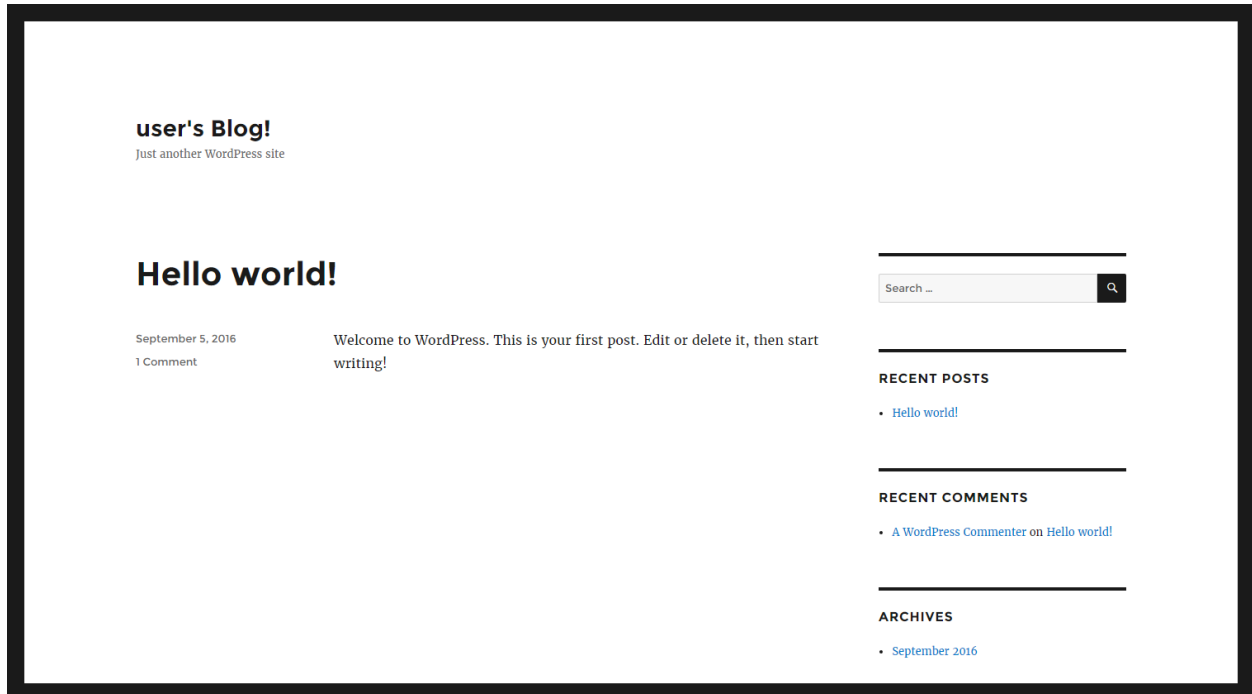 user's Blog!
Just another WordPress site
Hello world!
September 5, 2016
1 Comment
Welcome to WordPress. This is your first post. Edit or delete it, then start
writing!
Search …
RECENT POSTS
Hello world!
RECENT COMMENTS
A WordPress Commenter on Hello world!
ARCHIVES
September 2016